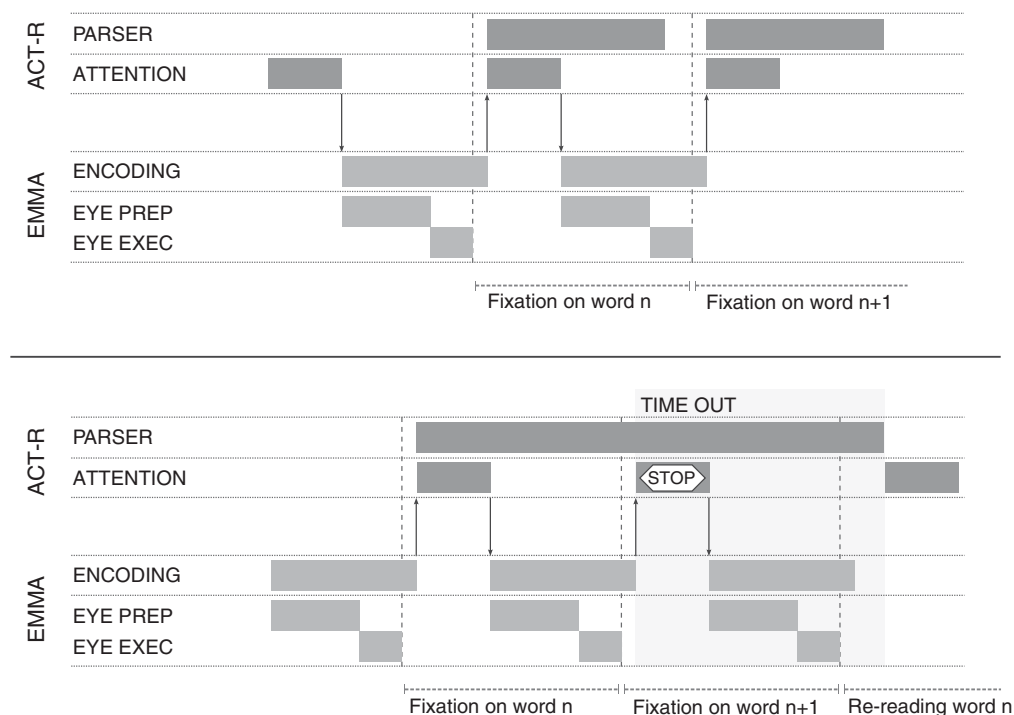 ACT-R
PARSER
ATTENTION
EMMA
ENCODING
EYE PREP
EYE EXEC
Fixation on word n
Fixation on word n+1
TIME OUT
ACT-R
PARSER
ATTENTION
STOP
EMMA
ENCODING
EYE PREP
EYE EXEC
Fixation on word n
Fixation on word n+1
Re-reading word n